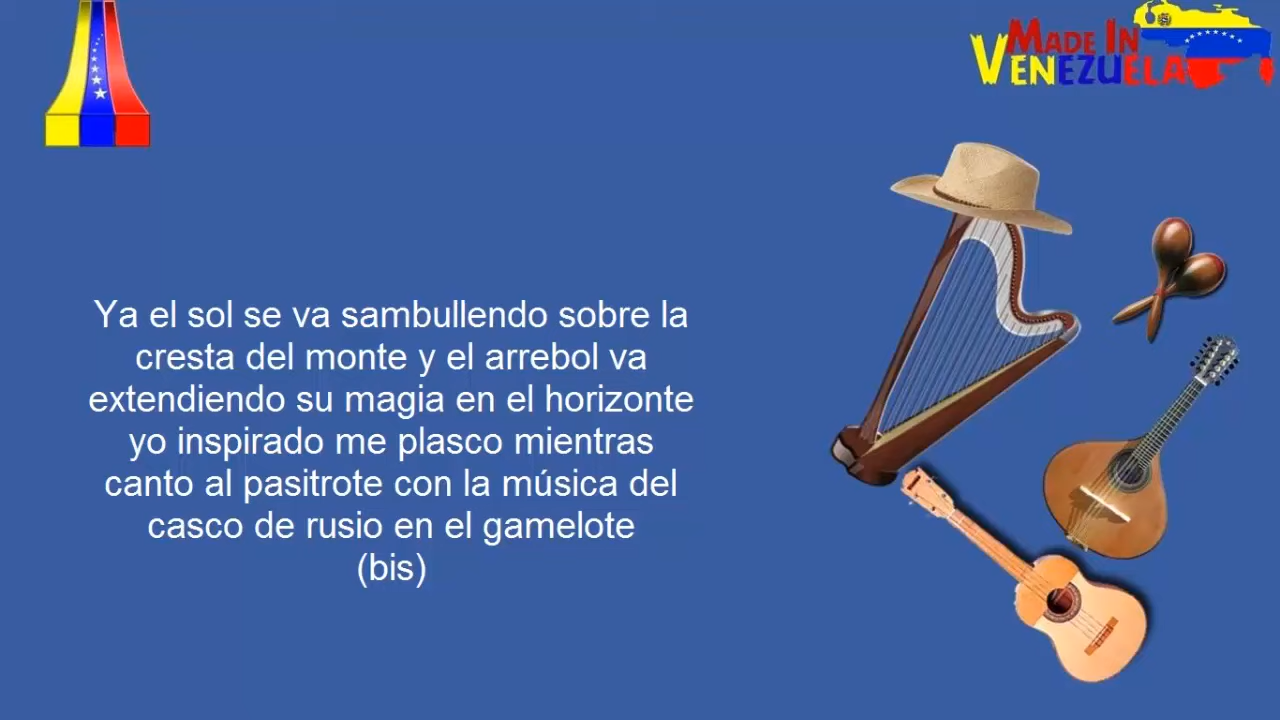 MADE IN
VENEZUELA
Ya el sol se va sambullendo sobre la
cresta del monte y el arrebol va
extendiendo su magia en el horizonte
yo inspirado me plasco mientras
canto al pasitrote con la música del
casco de rusio en el gamelote
(bis)